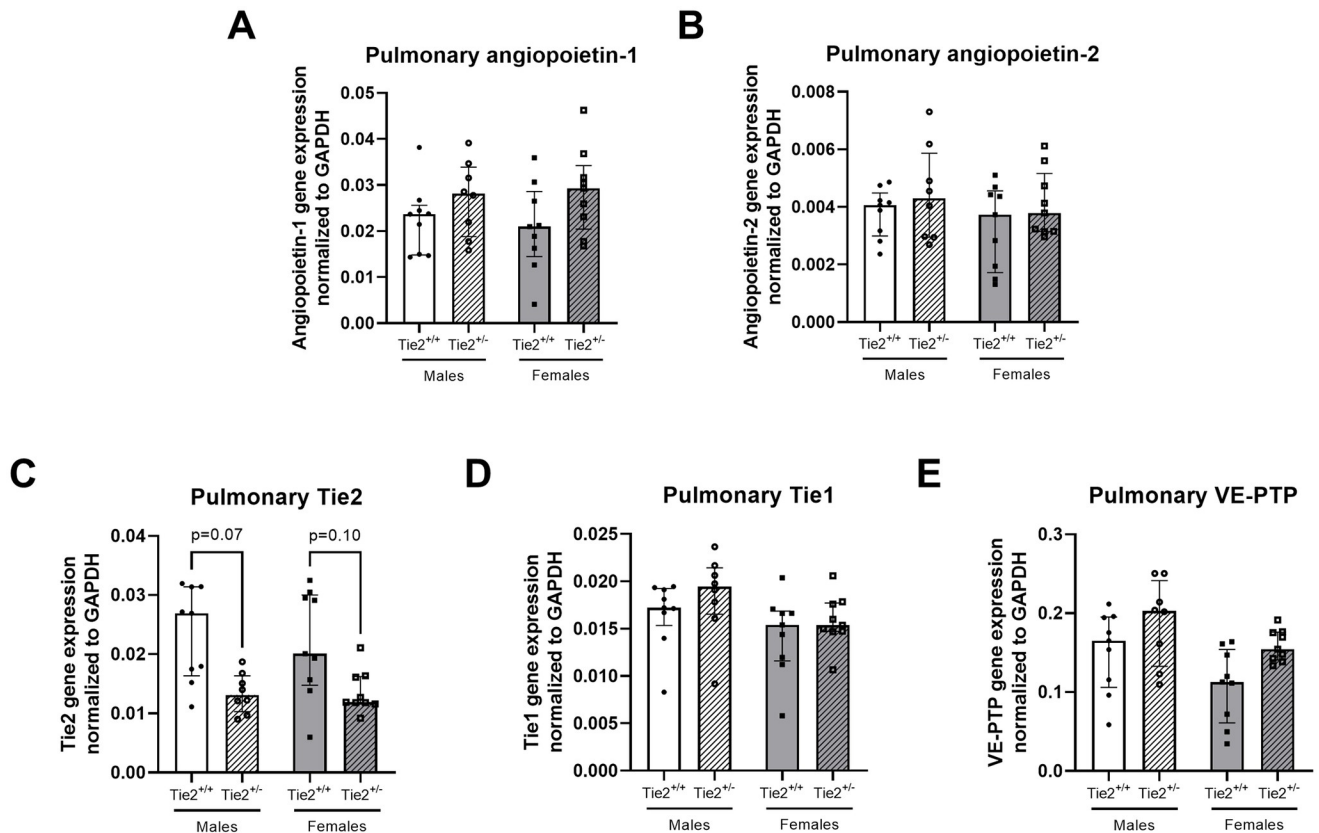 A
Pulmonary angiopoietin-1
Angiopoietin-1 gene expression
normalized to GAPDH
0.05
0.04
0.03
0.02
0.01
0.00
Tie2+/+ Tie2+/- Tie2+/+ Tie2+/-
Males Females
B
Pulmonary angiopoietin-2
Angiopoietin-2 gene expression
normalized to GAPDH
0.008
0.006
0.004
0.002
0.000
Tie2+/+ Tie2+/- Tie2+/+ Tie2+/-
Males Females
C
Pulmonary Tie2
Tie2 gene expression
normalized to GAPDH
0.04
0.03
0.02
0.01
0.00
p=0.07 p=0.10
Tie2+/+ Tie2+/- Tie2+/+ Tie2+/-
Males Females
D
Pulmonary Tie1
Tie1 gene expression
normalized to GAPDH
0.025
0.020
0.015
0.010
0.005
0.000
Tie2+/+ Tie2+/- Tie2+/+ Tie2+/-
Males Females
E
Pulmonary VE-PTP
VE-PTP gene expression
normalized to GAPDH
0.3
0.2
0.1
0.0
Tie2+/+ Tie2+/- Tie2+/+ Tie2+/-
Males Females